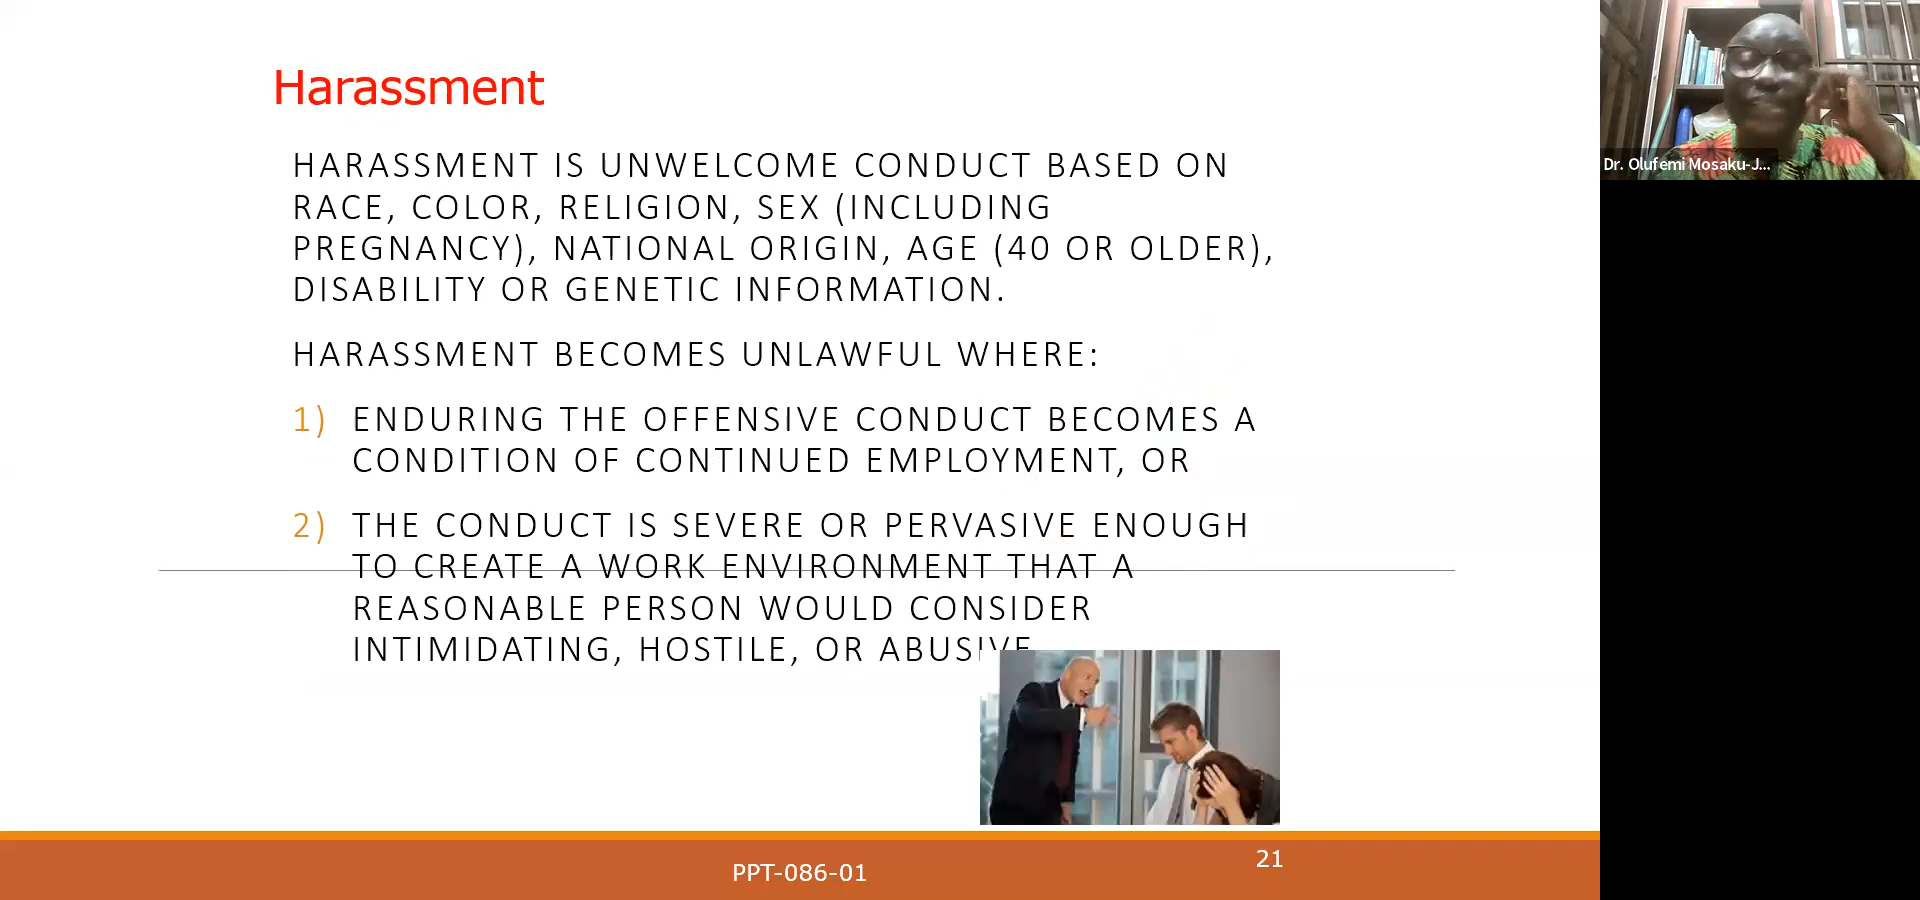 Harassment
HARASSMENT IS UNWELCOME CONDUCT BASED ON
RACE, COLOR, RELIGION, SEX (INCLUDING
PREGNANCY), NATIONAL ORIGIN, AGE (40 OR OLDER),
DISABILITY OR GENETIC INFORMATION.
HARASSMENT BECOMES UNLAWFUL WHERE:
1) ENDURING THE OFFENSIVE CONDUCT BECOMES A
CONDITION OF CONTINUED EMPLOYMENT, OR
2) THE CONDUCT IS SEVERE OR PERVASIVE ENOUGH
TO CREATE A WORK ENVIRONMENT THAT A
REASONABLE PERSON WOULD CONSIDER
INTIMIDATING, HOSTILE, OR ABUSIVE
PPT-086-01
21
Dr. Olufemi Mosaku-J...